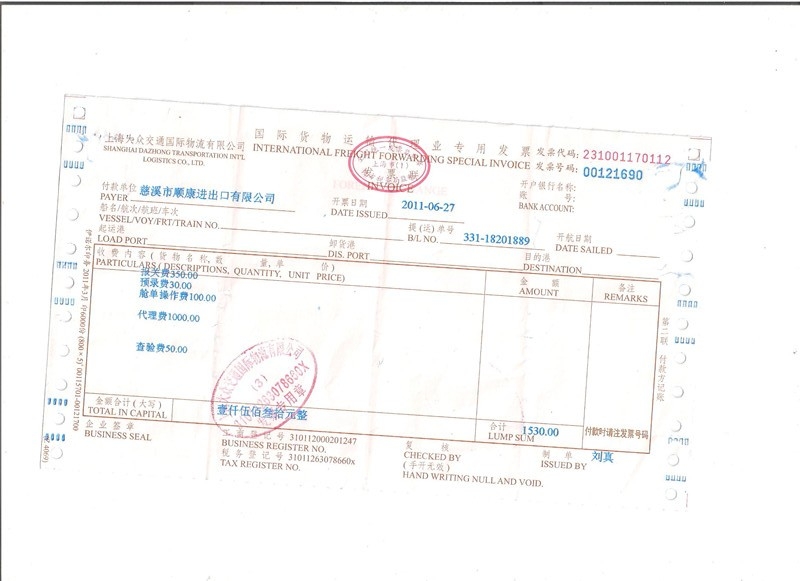 上海大众交通国际物流有限公司
SHANGHAI DAZHONG TRANSPORTATION INT'L
LOGISTICS CO., LTD.
国际货物运输代理业专用发票
INTERNATIONAL FREIGHT FORWARDING SPECIAL INVOICE
发票代码: 231001170112
发票号码: 00121690
发票
INVOICE
付款单位 慈溪市顺康进出口有限公司
PAYER
开票日期 2011-06-27
DATE ISSUED
开户银行名称:
账 号:
BANK ACCOUNT:
船名/航次/航班/车次
VESSEL/VOY/FRT/TRAIN NO.
提(运)单号
B/L NO. 331-18201889
开航日期
DATE SAILED
起运港
LOAD PORT
卸货港
DIS. PORT
目的港
DESTINATION
收费内容(货物名称,数量,单价)
PARTICULARS (DESCRIPTIONS, QUANTITY, UNIT PRICE)
金额
AMOUNT
备注
REMARKS
报关费350.00
预录费30.00
舱单操作费100.00
代理费1000.00
查验费50.00
金额合计(大写)
TOTAL IN CAPITAL
壹仟伍佰叁拾元整
合计
LUMP SUM
1530.00
付款时请注发票号码
第二联 付款方记账
企业签章
BUSINESS SEAL
工商登记号 310112000201247
BUSINESS REGISTER NO.
税务登记号 31011263078660x
TAX REGISTER NO.
复核
CHECKED BY
(手开无效)
HAND WRITING NULL AND VOID.
制单
ISSUED BY
刘真